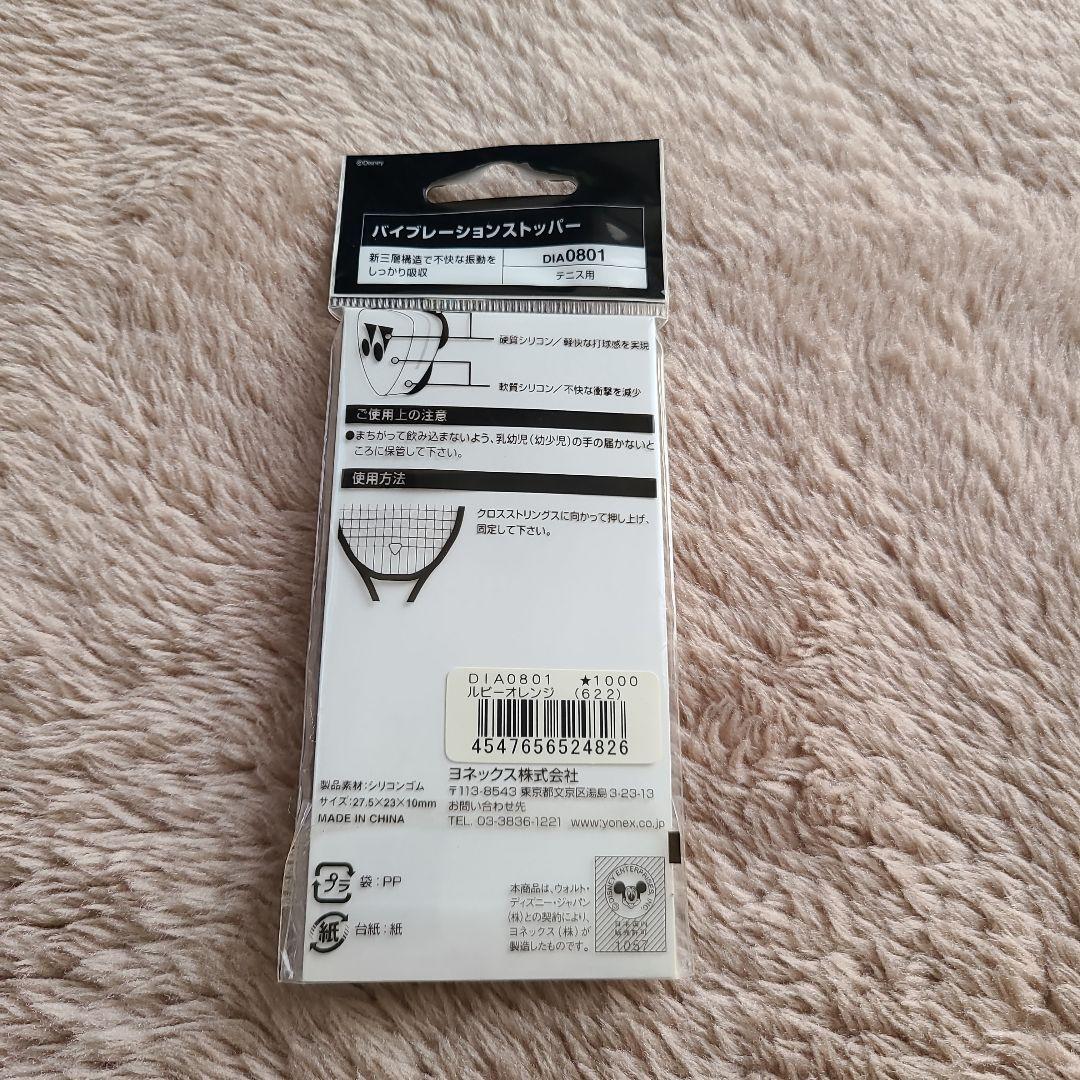 ©Disney
バイブレーションストッパー
新三層構造で不快な振動を
しっかり吸収
DIA0801
テニス用
硬質シリコン/軽快な打球感を実現
軟質シリコン/不快な衝撃を減少
ご使用上の注意
●まちがって飲み込まないよう、乳幼児(幼少児)の手の届かないと
ころに保管して下さい。
使用方法
クロスストリングスに向かって押し上げ、
固定して下さい。
DIA0801 ★1000
ルビーオレンジ (622)
4547656524826
製品素材:シリコンゴム
サイズ:27.5×23×10mm
MADE IN CHINA
ヨネックス株式会社
〒113-8543 東京都文京区湯島3-23-13
お問い合わせ先
TEL. 03-3836-1221 www.yonex.co.jp
プラ 袋:PP
紙 台紙:紙
本商品は、ウォルト・
ディズニー・ジャパン
(株)との契約により、
ヨネックス(株)が
製造したものです。
©DISNEY ENTERPRISES, INC.
日本国内
販売許可
1057